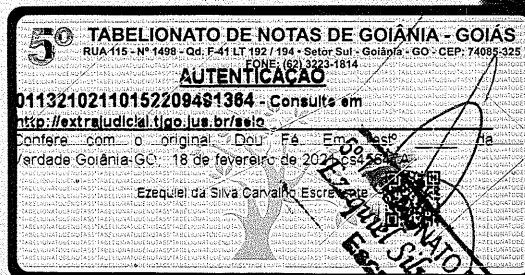 5º TABELIONATO DE NOTAS DE GOIÂNIA - GOIÁS
RUA 115 - Nº 1498 - Qd. F-41 LT 192 / 194 - Setor Sul - Goiânia - GO - CEP: 74085-325
FONE: (62) 3223-1814
AUTENTICAÇÃO
01132102110152209491364 - Consulte em
http://extrajudicial.tjgo.jus.br/selo
Confere com o original. Dou Fé. Em Testº ___ da
Verdade Goiânia-GO, 18 de fevereiro de 2021
Ezequiel da Silva Carvalho Escrevente
Ezequiel